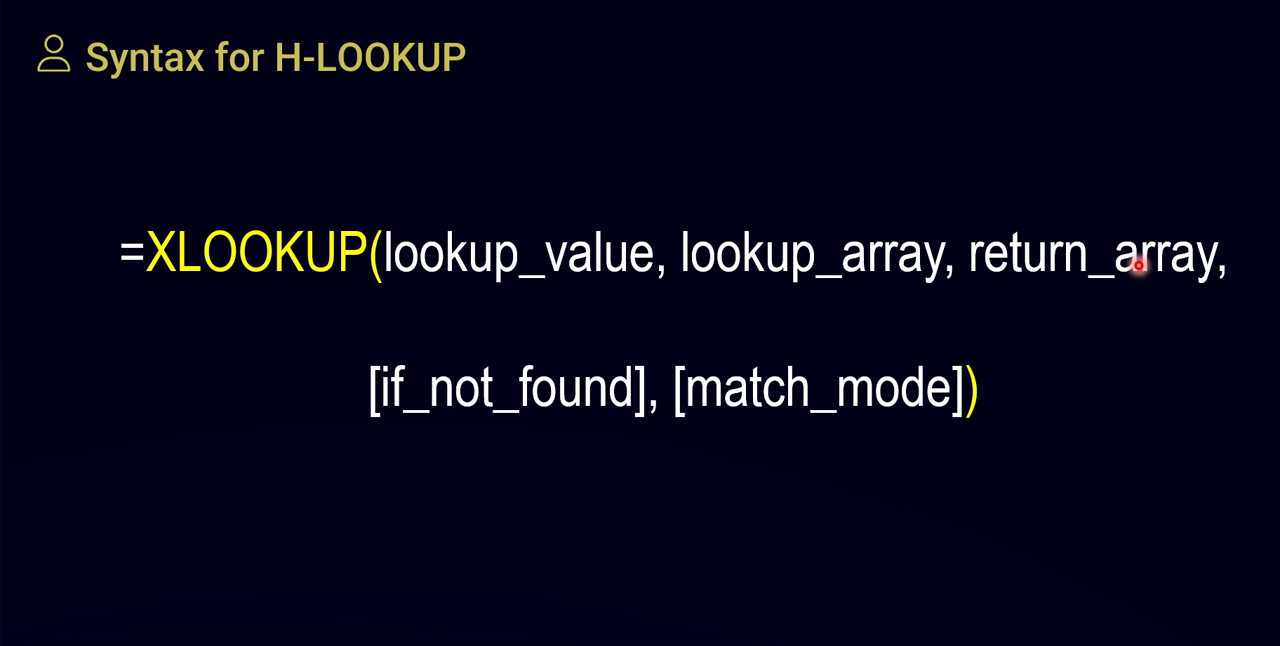 Syntax for H-LOOKUP
=XLOOKUP(lookup_value, lookup_array, return_array,
[if_not_found], [match_mode])